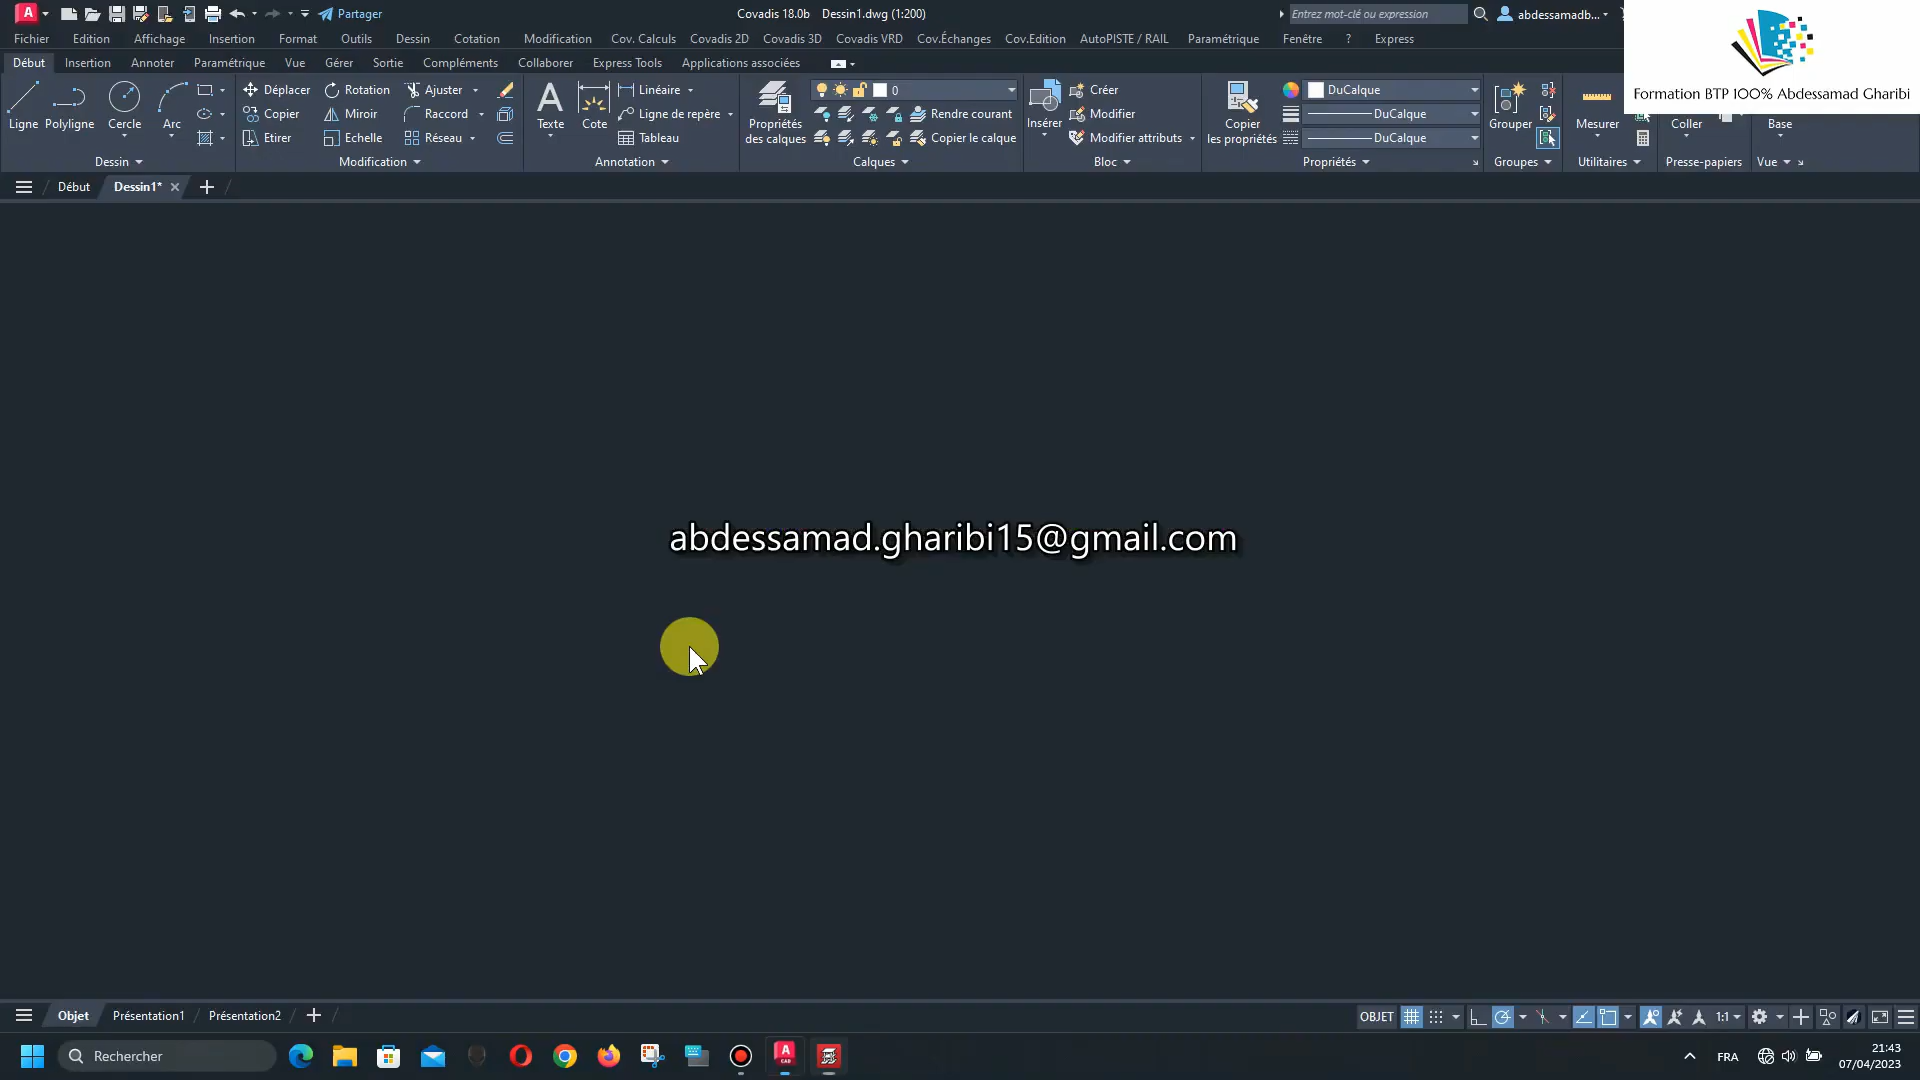 Partager
Covadis 18.0b Dessin1.dwg (1:200)
Entrez mot-clé ou expression
abdessamadb...
Fichier Edition Affichage Insertion Format Outils Dessin Cotation Modification Cov. Calculs Covadis 2D Covadis 3D Covadis VRD Cov.Échanges Cov.Edition AutoPISTE / RAIL Paramétrique Fenêtre ? Express
Début Insertion Annoter Paramétrique Vue Gérer Sortie Compléments Collaborer Express Tools Applications associées
Formation BTP 100% Abdessamad Gharibi
Déplacer Rotation Ajuster Linéaire 0 Créer DuCalque
Copier Miroir Raccord Ligne de repère Rendre courant Modifier DuCalque
Ligne Polyligne Cercle Arc Texte Cote Propriétés Insérer Copier Grouper Mesurer Coller Base
Etirer Echelle Réseau Tableau des calques Copier le calque Modifier attributs les propriétés DuCalque
Dessin Modification Annotation Calques Bloc Propriétés Groupes Utilitaires Presse-papiers Vue
Début Dessin1*
abdessamad.gharibi15@gmail.com
Objet Présentation1 Présentation2
OBJET 1:1
Rechercher
FRA
21:43
07/04/2023